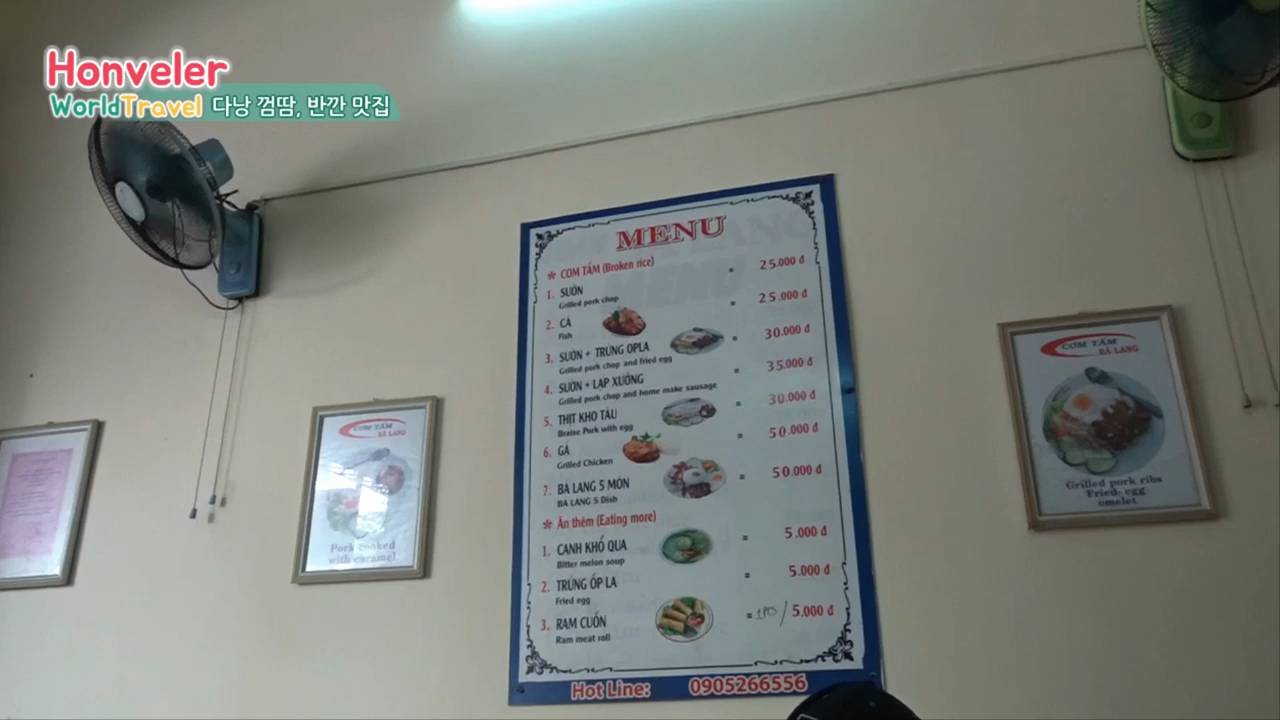 Honveler
WorldTravel 다낭 껌땀, 반깐 맛집
MENU
* CƠM TẤM (Broken rice)
1. SƯỜN = 25.000 đ
Grilled pork chop
2. CÁ = 25.000 đ
Fish
3. SƯỜN + TRỨNG OPLA = 30.000 đ
Grilled pork chop and fried egg
4. SƯỜN + LẠP XƯỞNG = 35.000 đ
Grilled pork chop and home make sausage
5. THỊT KHO TÀU = 30.000 đ
Braise Pork with egg
6. GÀ = 50.000 đ
Grilled Chicken
7. BÀ LANG 5 MÓN = 50.000 đ
BA LANG 5 Dish
* Ăn thêm (Eating more)
1. CANH KHỔ QUA = 5.000 đ
Bitter melon soup
2. TRỨNG ỐP LA = 5.000 đ
Fried egg
3. RAM CUỐN = 1PCS / 5.000 đ
Ram meat roll
Hot Line: 0905266556
CƠM TẤM
BÀ LANG
Pork cooked
with caramel
CƠM TẤM
BÀ LANG
Grilled pork ribs
Fried- egg
omelet